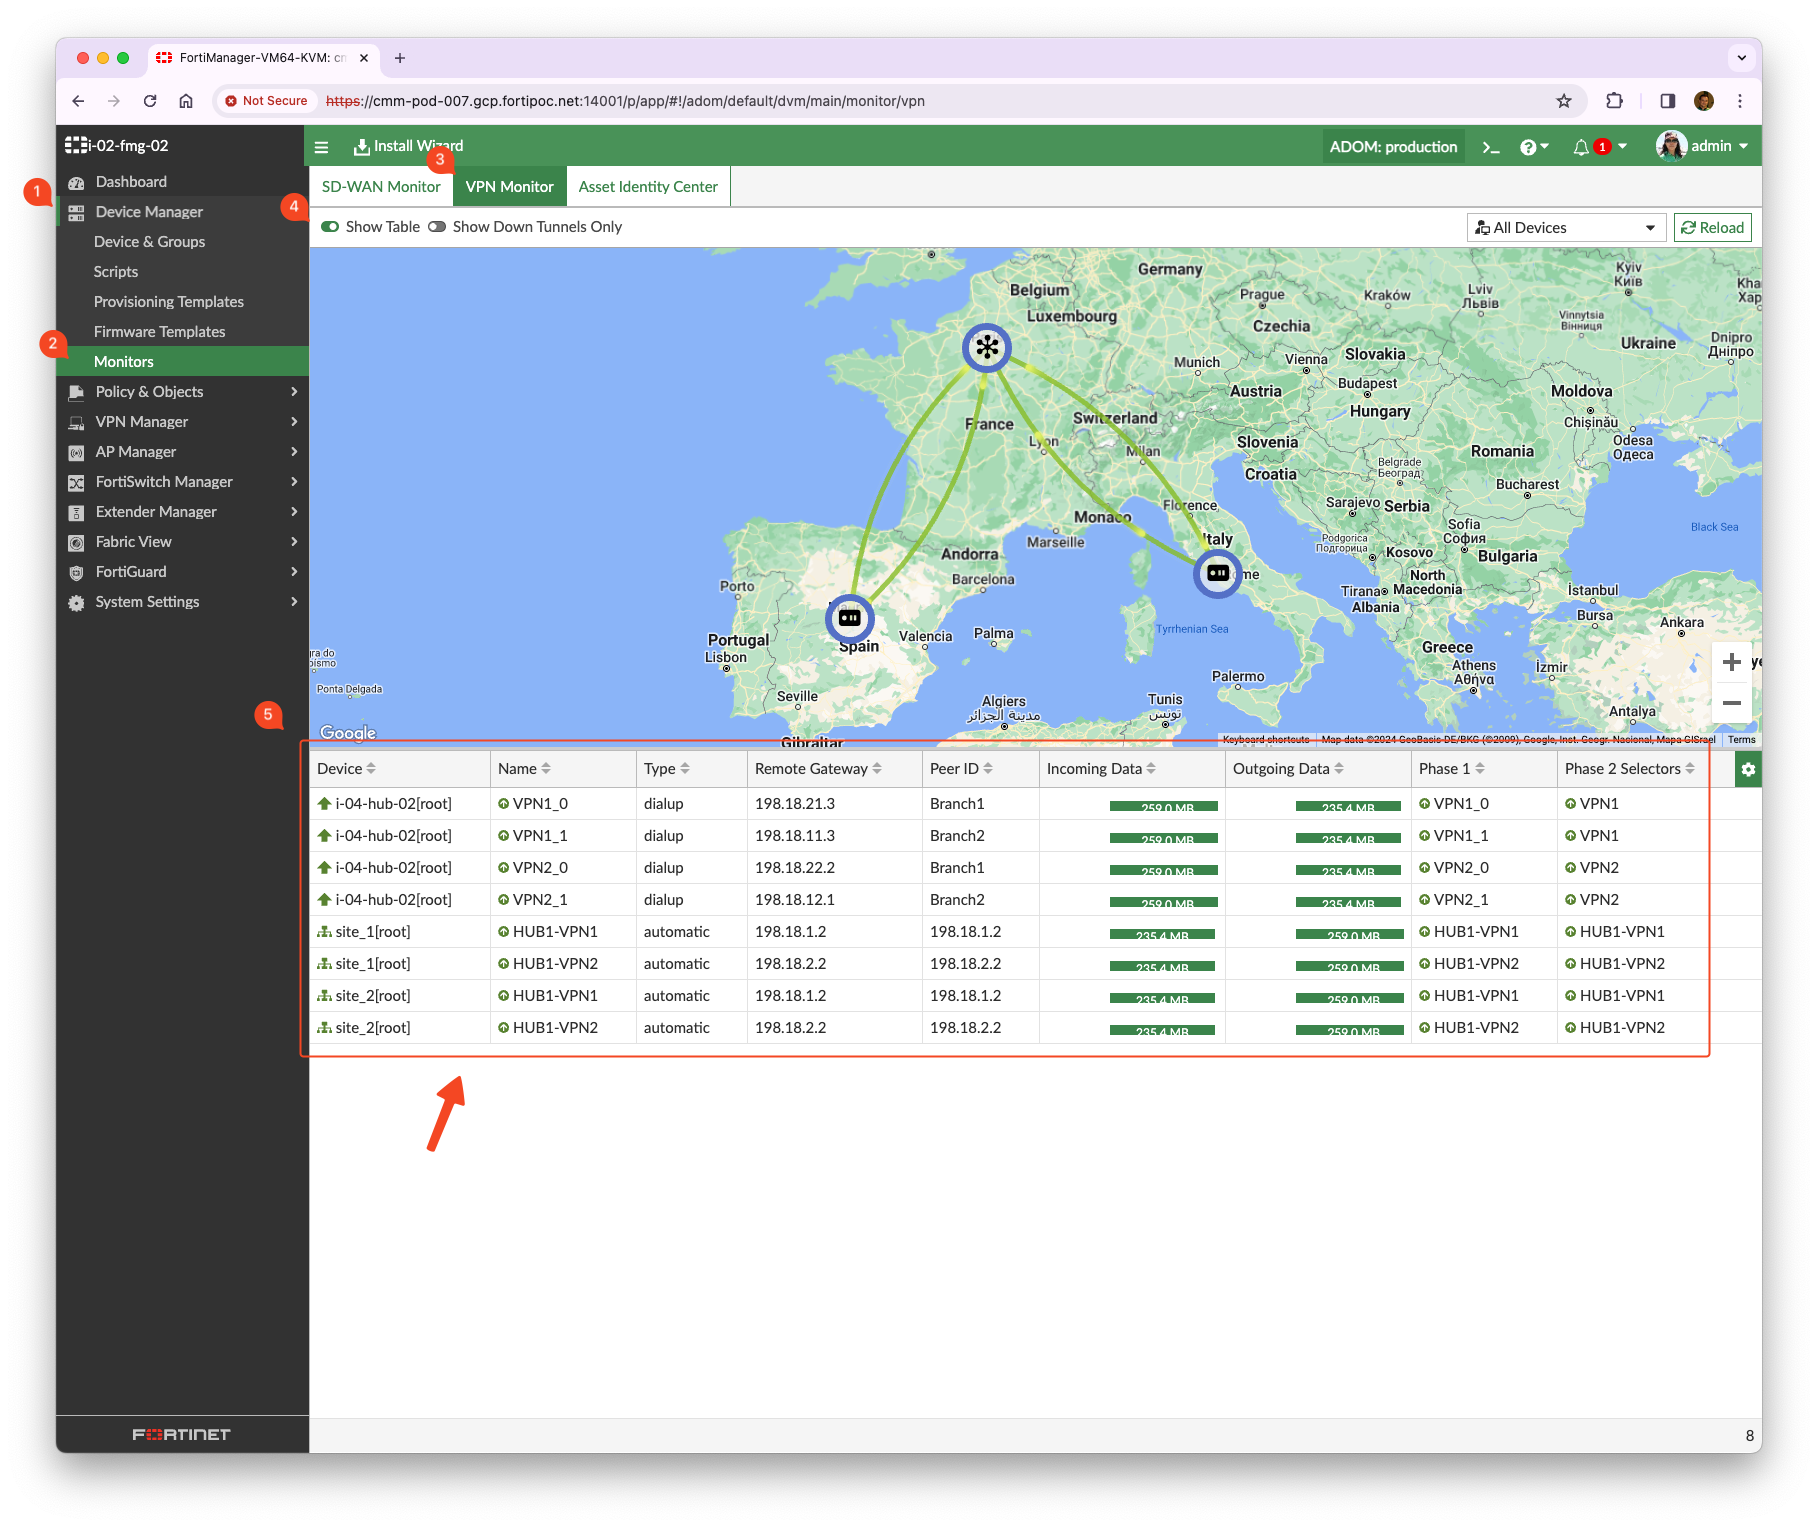 FortiManager-VM64-KVM: cm
Not Secure
https://cmm-pod-007.gcp.fortipoc.net:14001/p/app/#!/adom/default/dvm/main/monitor/vpn
i-02-fmg-02
Install Wizard
ADOM: production
1
admin
1
2
3
4
5
Dashboard
Device Manager
Device & Groups
Scripts
Provisioning Templates
Firmware Templates
Monitors
Policy & Objects
VPN Manager
AP Manager
FortiSwitch Manager
Extender Manager
Fabric View
FortiGuard
System Settings
FORTINET
SD-WAN Monitor VPN Monitor Asset Identity Center
Show Table Show Down Tunnels Only
All Devices Reload
Germany
Belgium
Luxembourg
Prague
Czechia
Kraków
Lviv
Львів
Kyiv
Київ
Vinnytsia
Вінниця
Ukraine
Dnipro
Дніпро
Kha
Хар
Munich
Vienna
Slovakia
Austria
Budapest
Hungary
Moldova
Chișinău
Odesa
Одеса
France
Switzerland
Lyon
Milan
Slovenia
Croatia
Romania
Belgrade
Београд
Bucharest
Sarajevo
Serbia
Florence
Monaco
Marseille
Italy
me
Sofia
София
Bulgaria
Black Sea
Podgorica
Подгорица
Kosovo
North
Macedonia
Tirana
Albania
Andorra
Barcelona
Porto
Portugal
Lisbon
Spain
Valencia
Palma
Seville
Tyrrhenian Sea
Palermo
Greece
Athens
Αθήνα
İstanbul
Bursa
Ankara
İzmir
Antalya
ye
gra do
oísmo
Ponta Delgada
Algiers
مدينة الجزائر
Tunis
تونس
Gibraltar
Google
Keyboard shortcuts Map data ©2024 GeoBasis-DE/BKG (©2009), Google, Inst. Geogr. Nacional, Mapa GISrael Terms
Device Name Type Remote Gateway Peer ID Incoming Data Outgoing Data Phase 1 Phase 2 Selectors
i-04-hub-02[root] VPN1_0 dialup 198.18.21.3 Branch1 259.0 MB 235.4 MB VPN1_0 VPN1
i-04-hub-02[root] VPN1_1 dialup 198.18.11.3 Branch2 259.0 MB 235.4 MB VPN1_1 VPN1
i-04-hub-02[root] VPN2_0 dialup 198.18.22.2 Branch1 259.0 MB 235.4 MB VPN2_0 VPN2
i-04-hub-02[root] VPN2_1 dialup 198.18.12.1 Branch2 259.0 MB 235.4 MB VPN2_1 VPN2
site_1[root] HUB1-VPN1 automatic 198.18.1.2 198.18.1.2 235.4 MB 259.0 MB HUB1-VPN1 HUB1-VPN1
site_1[root] HUB1-VPN2 automatic 198.18.2.2 198.18.2.2 235.4 MB 259.0 MB HUB1-VPN2 HUB1-VPN2
site_2[root] HUB1-VPN1 automatic 198.18.1.2 198.18.1.2 235.4 MB 259.0 MB HUB1-VPN1 HUB1-VPN1
site_2[root] HUB1-VPN2 automatic 198.18.2.2 198.18.2.2 235.4 MB 259.0 MB HUB1-VPN2 HUB1-VPN2
8